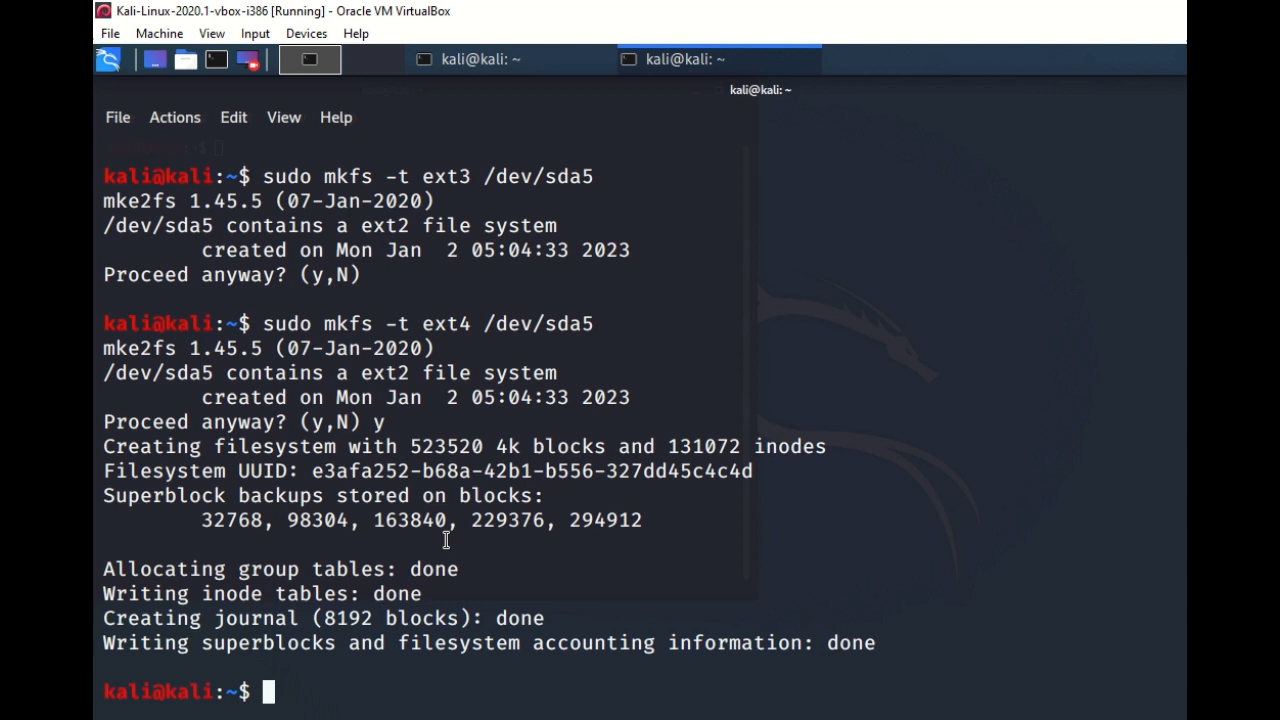 Kali-Linux-2020.1-vbox-i386 [Running] - Oracle VM VirtualBox
File Machine View Input Devices Help
kali@kali: ~ kali@kali: ~
kali@kali: ~
File Actions Edit View Help
kali@kali:~$ sudo mkfs -t ext3 /dev/sda5
mke2fs 1.45.5 (07-Jan-2020)
/dev/sda5 contains a ext2 file system
        created on Mon Jan  2 05:04:33 2023
Proceed anyway? (y,N)
kali@kali:~$ sudo mkfs -t ext4 /dev/sda5
mke2fs 1.45.5 (07-Jan-2020)
/dev/sda5 contains a ext2 file system
        created on Mon Jan  2 05:04:33 2023
Proceed anyway? (y,N) y
Creating filesystem with 523520 4k blocks and 131072 inodes
Filesystem UUID: e3afa252-b68a-42b1-b556-327dd45c4c4d
Superblock backups stored on blocks:
        32768, 98304, 163840, 229376, 294912
Allocating group tables: done
Writing inode tables: done
Creating journal (8192 blocks): done
Writing superblocks and filesystem accounting information: done
kali@kali:~$